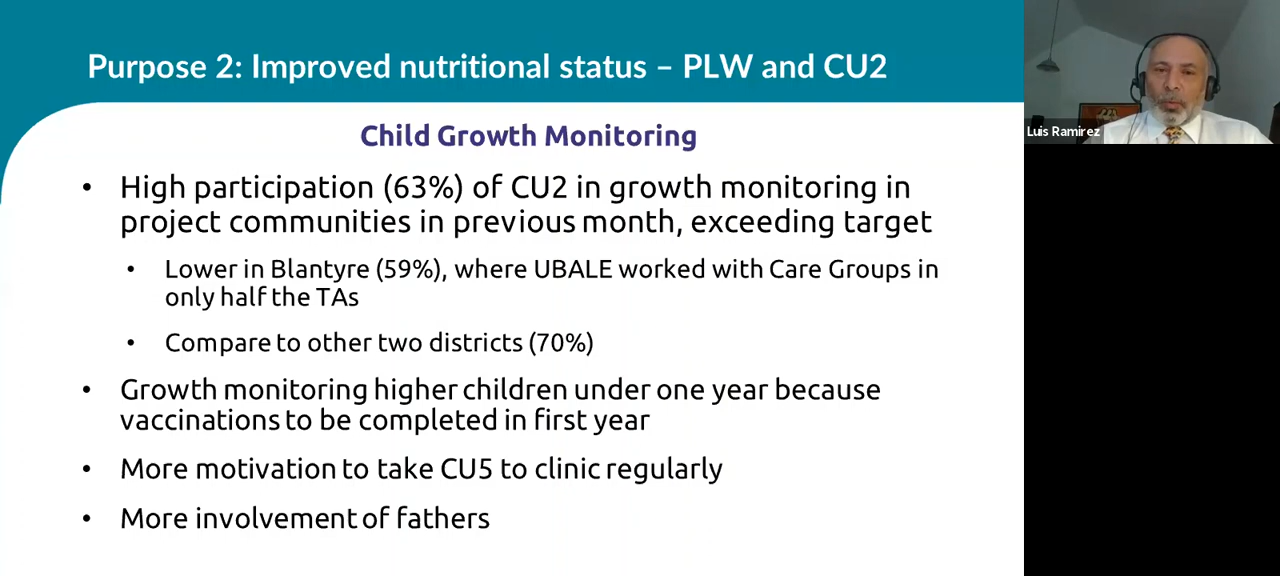 Purpose 2: Improved nutritional status – PLW and CU2
Child Growth Monitoring
• High participation (63%) of CU2 in growth monitoring in
project communities in previous month, exceeding target
• Lower in Blantyre (59%), where UBALE worked with Care Groups in
only half the TAs
• Compare to other two districts (70%)
• Growth monitoring higher children under one year because
vaccinations to be completed in first year
• More motivation to take CU5 to clinic regularly
• More involvement of fathers
Luis Ramirez